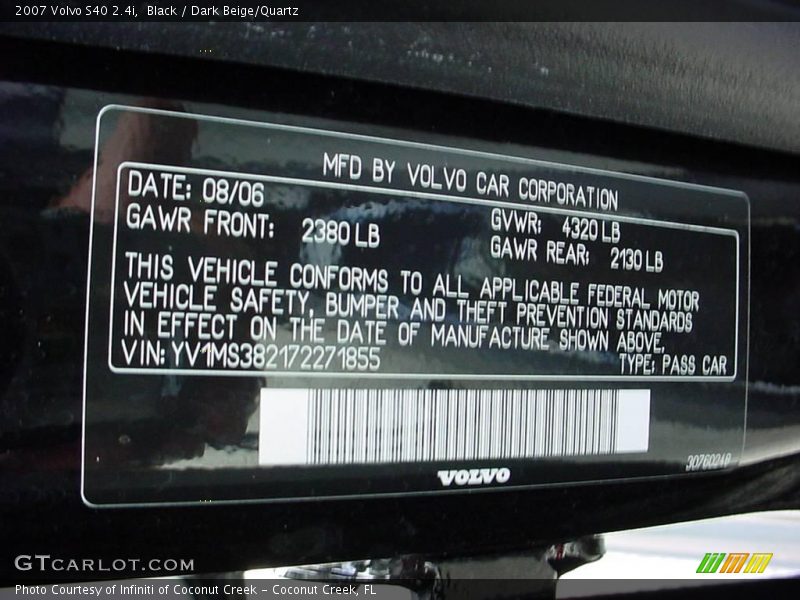 2007 Volvo S40 2.4i, Black / Dark Beige/Quartz
MFD BY VOLVO CAR CORPORATION
DATE: 08/06
GVWR: 4320 LB
GAWR FRONT: 2380 LB
GAWR REAR: 2130 LB
THIS VEHICLE CONFORMS TO ALL APPLICABLE FEDERAL MOTOR
VEHICLE SAFETY, BUMPER AND THEFT PREVENTION STANDARDS
IN EFFECT ON THE DATE OF MANUFACTURE SHOWN ABOVE.
VIN: YV1MS382172271855
TYPE: PASS CAR
VOLVO
GTCARLOT.COM
Photo Courtesy of Infiniti of Coconut Creek - Coconut Creek, FL